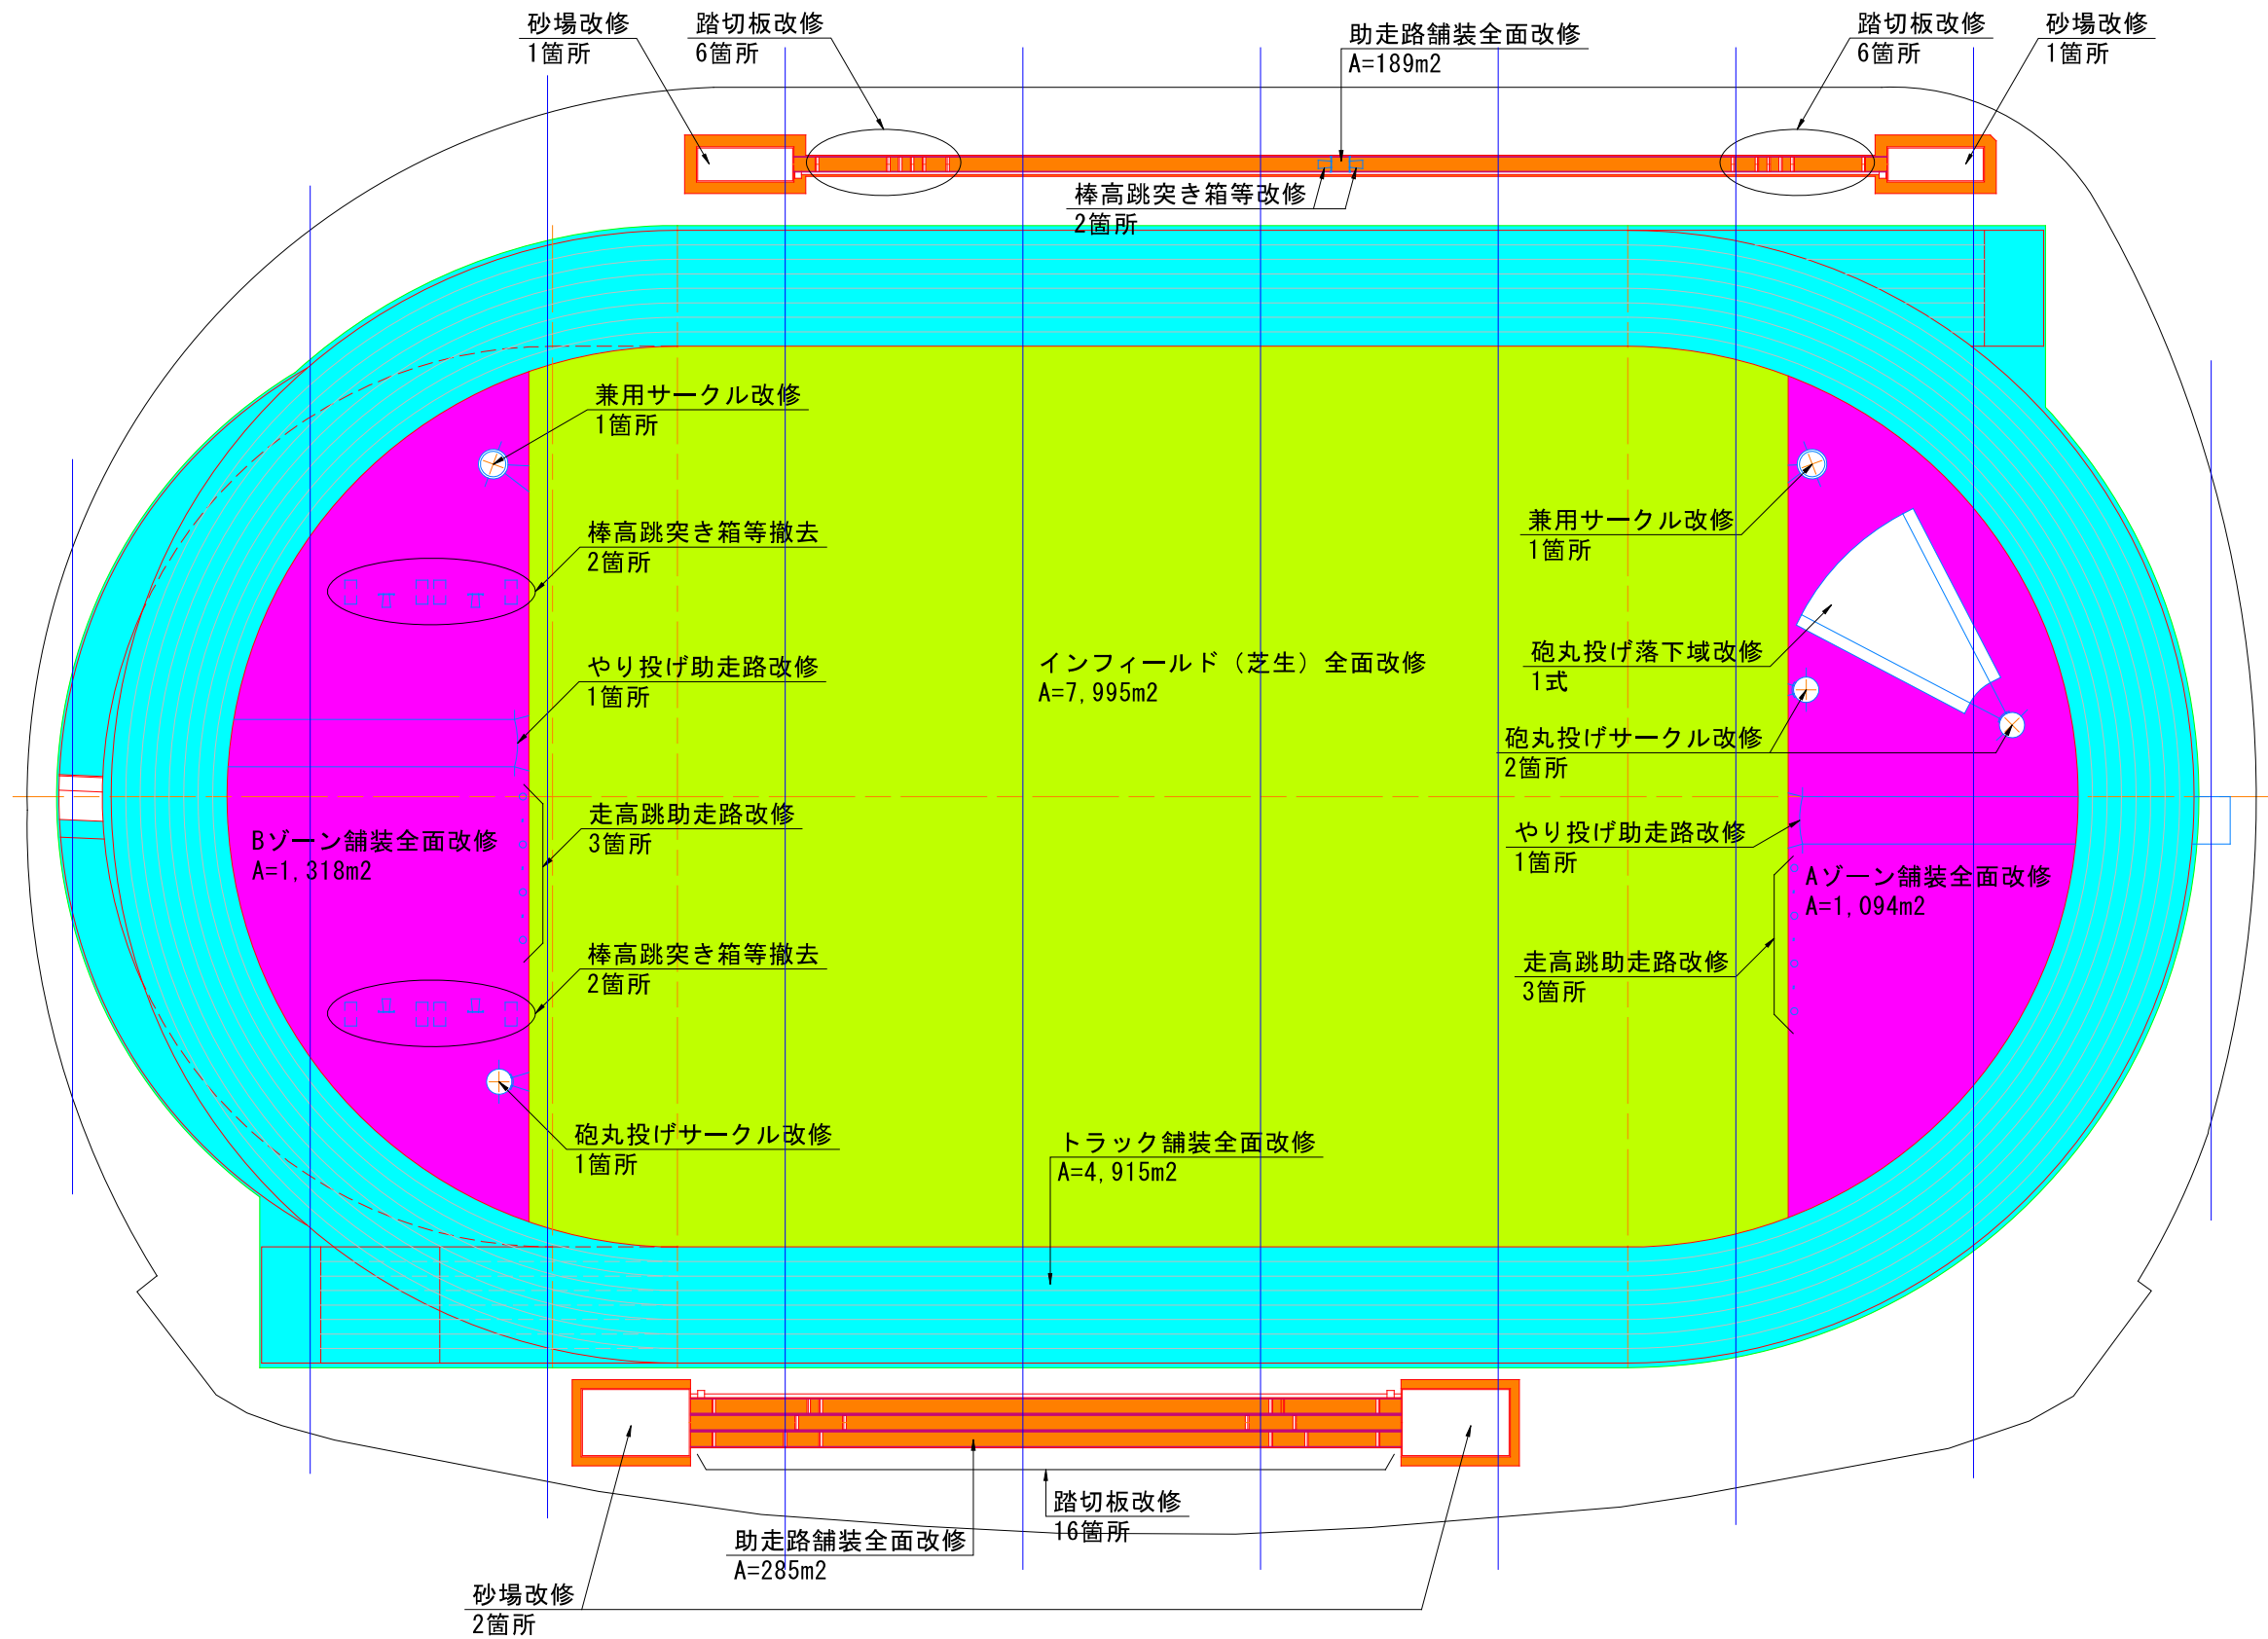 砂場改修
1箇所
踏切板改修
6箇所
助走路舗装全面改修
A=189m2
踏切板改修
6箇所
砂場改修
1箇所
棒高跳突き箱等改修
2箇所
兼用サークル改修
1箇所
棒高跳突き箱等撤去
2箇所
やり投げ助走路改修
1箇所
走高跳助走路改修
3箇所
Bゾーン舗装全面改修
A=1,318m2
棒高跳突き箱等撤去
2箇所
砲丸投げサークル改修
1箇所
インフィールド（芝生）全面改修
A=7,995m2
兼用サークル改修
1箇所
砲丸投げ落下域改修
1式
砲丸投げサークル改修
2箇所
やり投げ助走路改修
1箇所
Aゾーン舗装全面改修
A=1,094m2
走高跳助走路改修
3箇所
トラック舗装全面改修
A=4,915m2
踏切板改修
16箇所
助走路舗装全面改修
A=285m2
砂場改修
2箇所